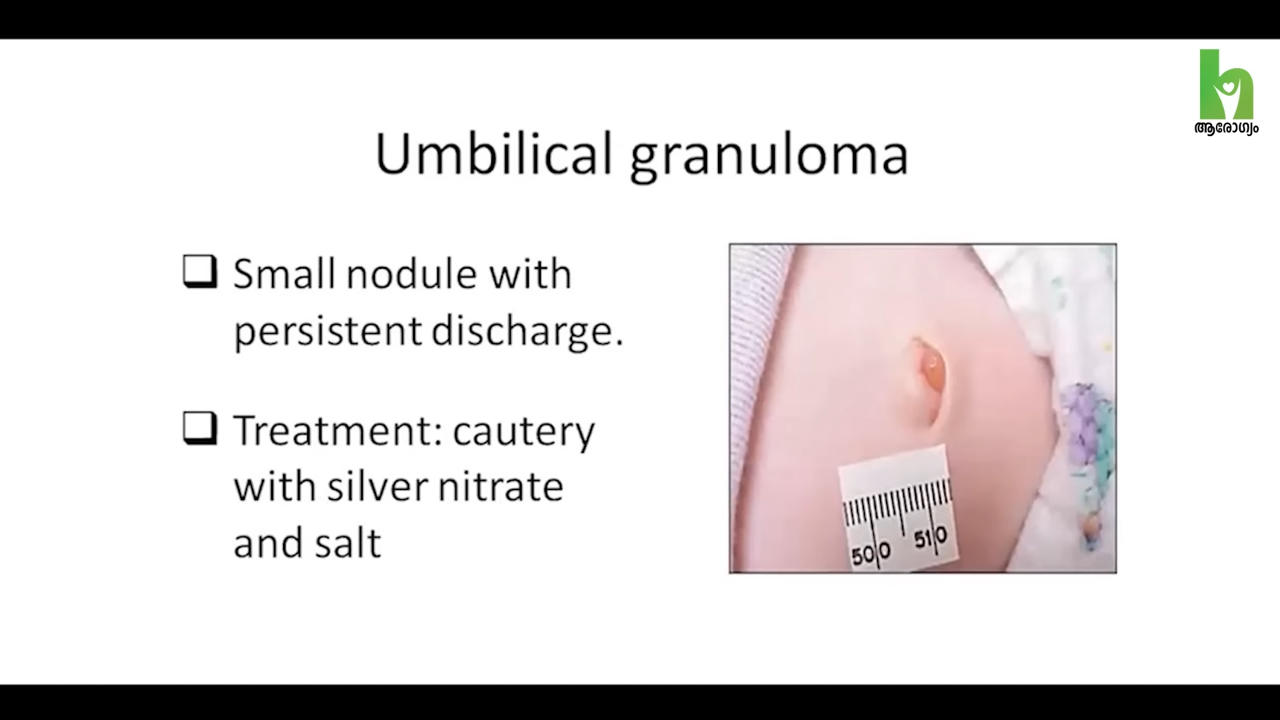 ആരോഗ്യം
Umbilical granuloma
Small nodule with
persistent discharge.
Treatment: cautery
with silver nitrate
and salt
500 510